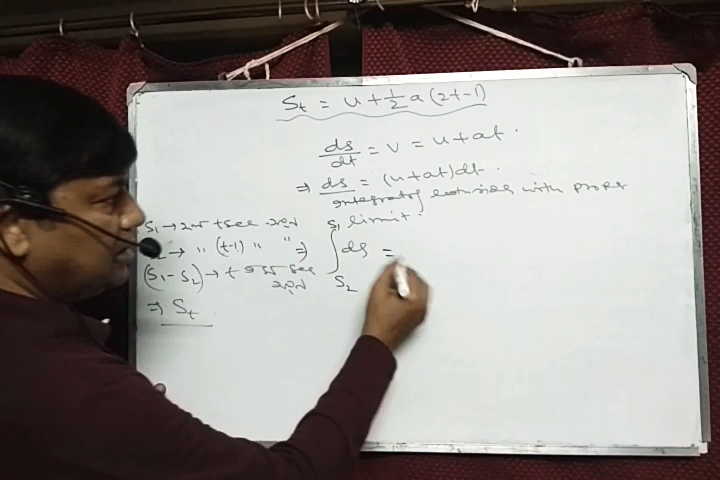 St = u + 1/2 a (2t-1)
ds/dt = v = u + at.
⇒ ds = (u + at) dt.
integrating both sides with proper
limit.
S1 → t sec
→ " (t-1) " " ⇒ ∫ ds =
S1
S2
(S1 - S2) → t sec
⇒ St